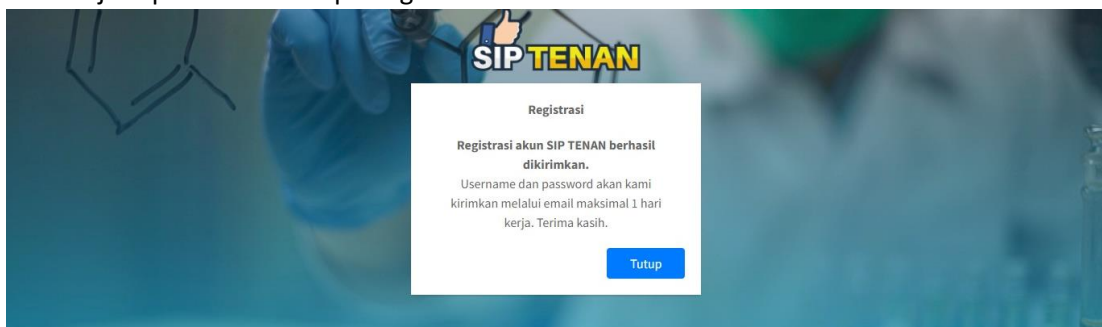 SIP TENAN
Registrasi
Registrasi akun SIP TENAN berhasil
dikirimkan.
Username dan password akan kami
kirimkan melalui email maksimal 1 hari
kerja. Terima kasih.
Tutup